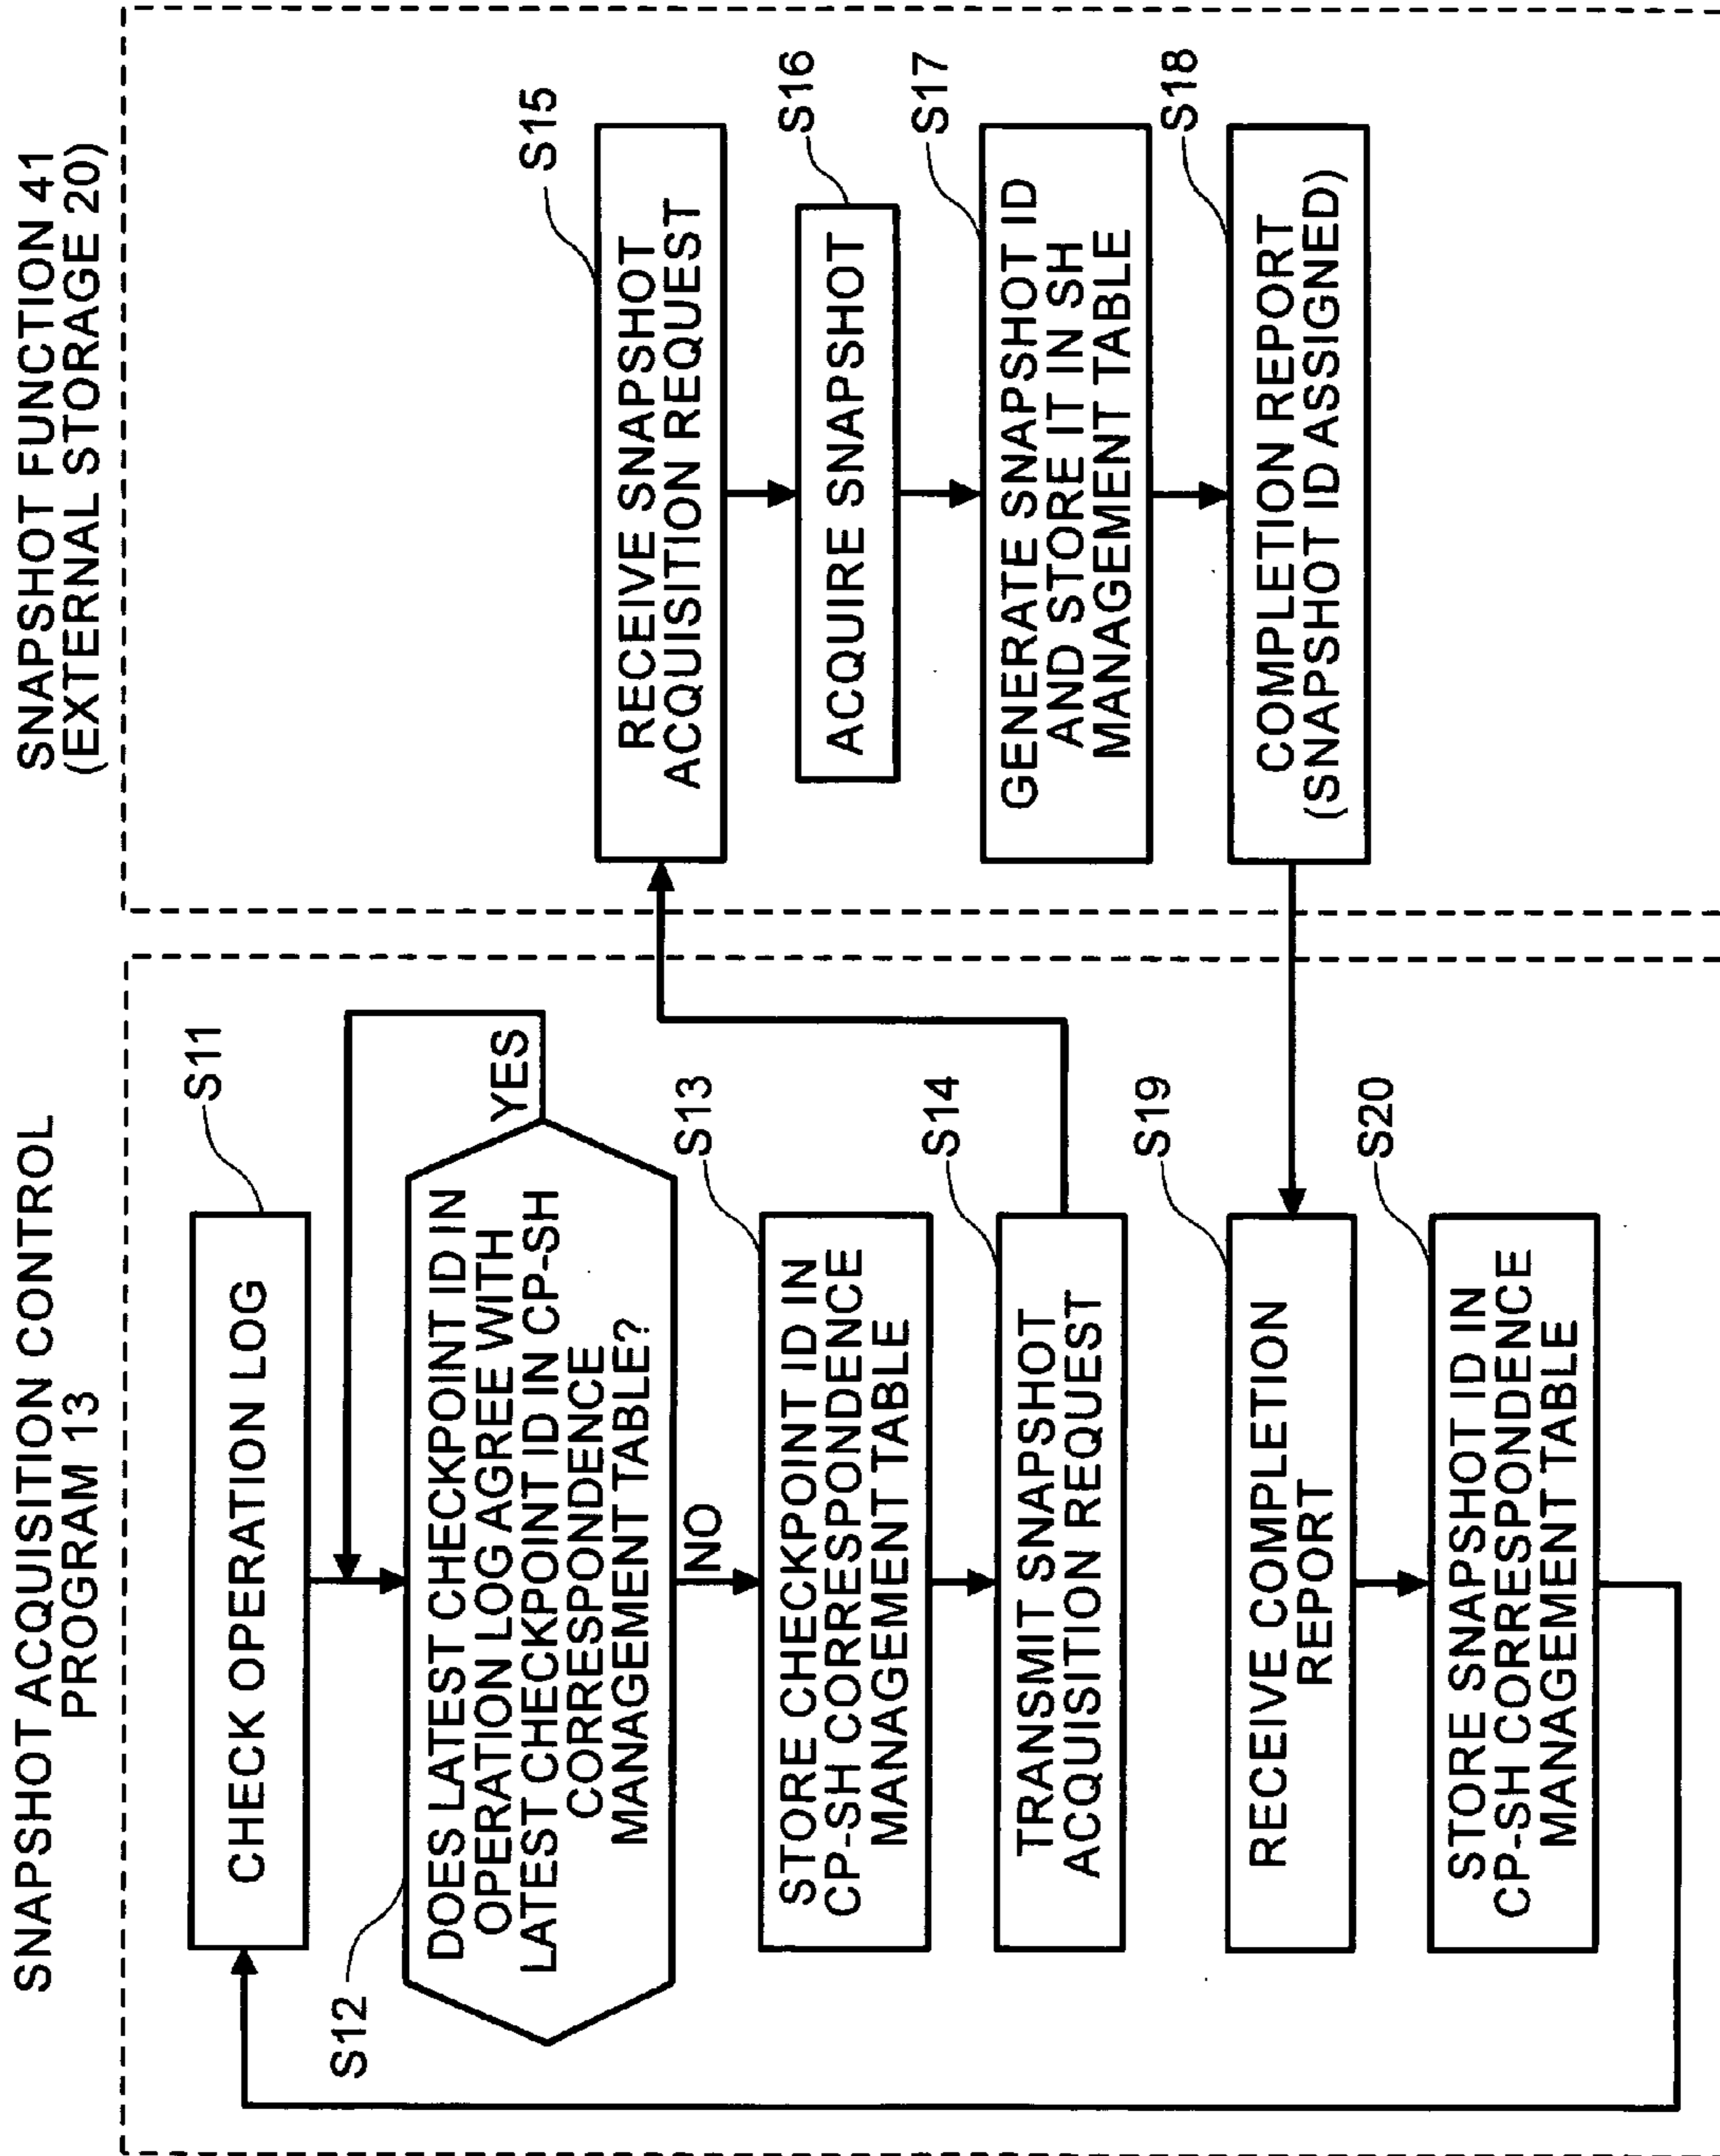 SNAPSHOT ACQUISITION CONTROL
PROGRAM 13
S11
CHECK OPERATION LOG
S12
DOES LATEST CHECKPOINT ID IN
OPERATION LOG AGREE WITH
LATEST CHECKPOINT ID IN CP-SH
CORRESPONDENCE
MANAGEMENT TABLE?
YES
NO
S13
STORE CHECKPOINT ID IN
CP-SH CORRESPONDENCE
MANAGEMENT TABLE
S14
TRANSMIT SNAPSHOT
ACQUISITION REQUEST
S19
RECEIVE COMPLETION
REPORT
S20
STORE SNAPSHOT ID IN
CP-SH CORRESPONDENCE
MANAGEMENT TABLE
SNAPSHOT FUNCTION 41
(EXTERNAL STORAGE 20)
S15
RECEIVE SNAPSHOT
ACQUISITION REQUEST
S16
ACQUIRE SNAPSHOT
S17
GENERATE SNAPSHOT ID
AND STORE IT IN SH
MANAGEMENT TABLE
S18
COMPLETION REPORT
(SNAPSHOT ID ASSIGNED)